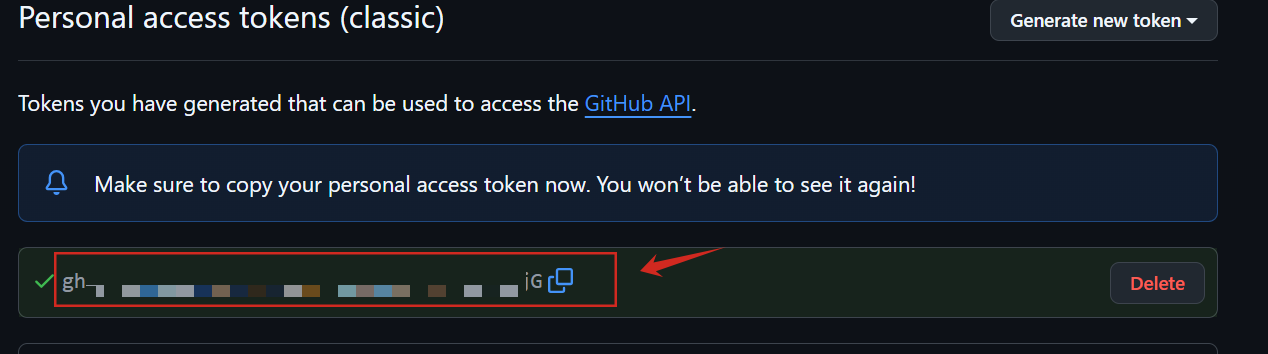 Personal access tokens (classic)
Generate new token
Tokens you have generated that can be used to access the GitHub API.
Make sure to copy your personal access token now. You won’t be able to see it again!
gh_ jG
Delete